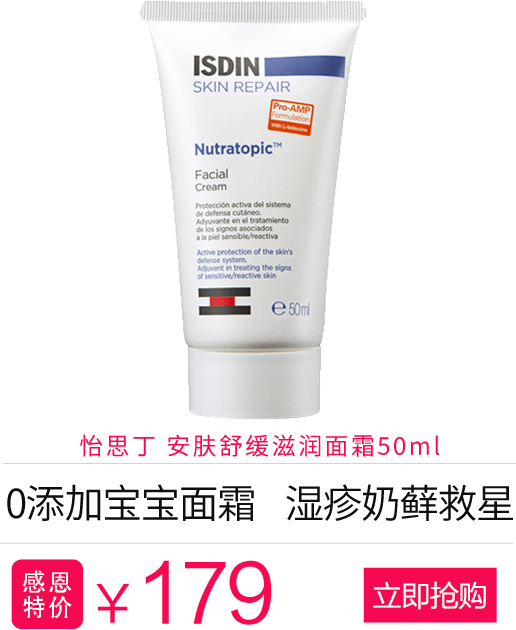 ISDIN
SKIN REPAIR
Pro-AMP
Formulation
With L-Isoleucine
Nutratopic™
Facial
Cream
Protección activa del sistema
de defensa cutáneo.
Adyuvante en el tratamiento
de los signos asociados
a la piel sensible/reactiva
Active protection of the skin's
defense system.
Adjuvant in treating the signs
of sensitive/reactive skin
℮ 50ml
怡思丁 安肤舒缓滋润面霜50ml
0添加宝宝面霜 湿疹奶藓救星
感恩
特价
¥179
立即抢购